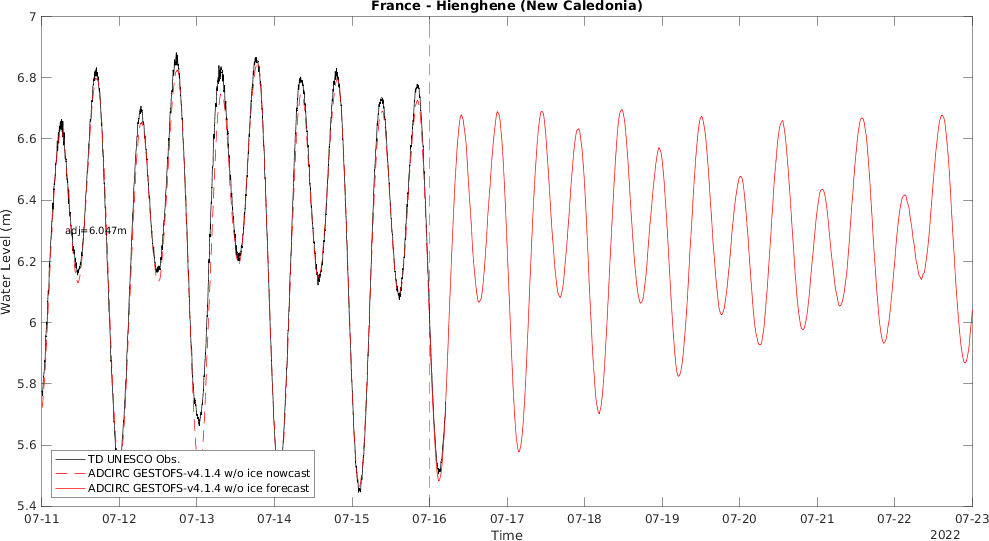 France - Hienghene (New Caledonia)
7
6.8
6.6
6.4
6.2
6
5.8
5.6
5.4
Water Level (m)
adj=6.047m
TD UNESCO Obs.
ADCIRC GESTOFS-v4.1.4 w/o ice nowcast
ADCIRC GESTOFS-v4.1.4 w/o ice forecast
07-11 07-12 07-13 07-14 07-15 07-16 07-17 07-18 07-19 07-20 07-21 07-22 07-23
Time
2022